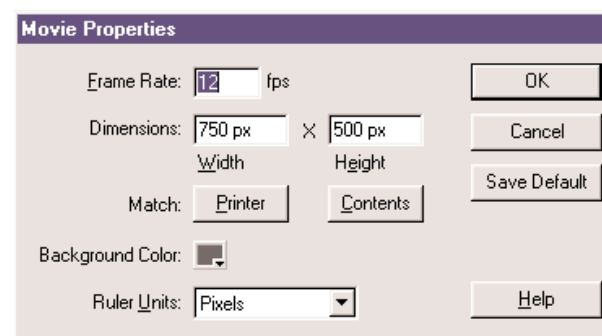 Movie Properties
Frame Rate: 12 fps OK
Dimensions: 750 px X 500 px Cancel
Width Height
Save Default
Match: Printer Contents
Background Color:
Ruler Units: Pixels Help